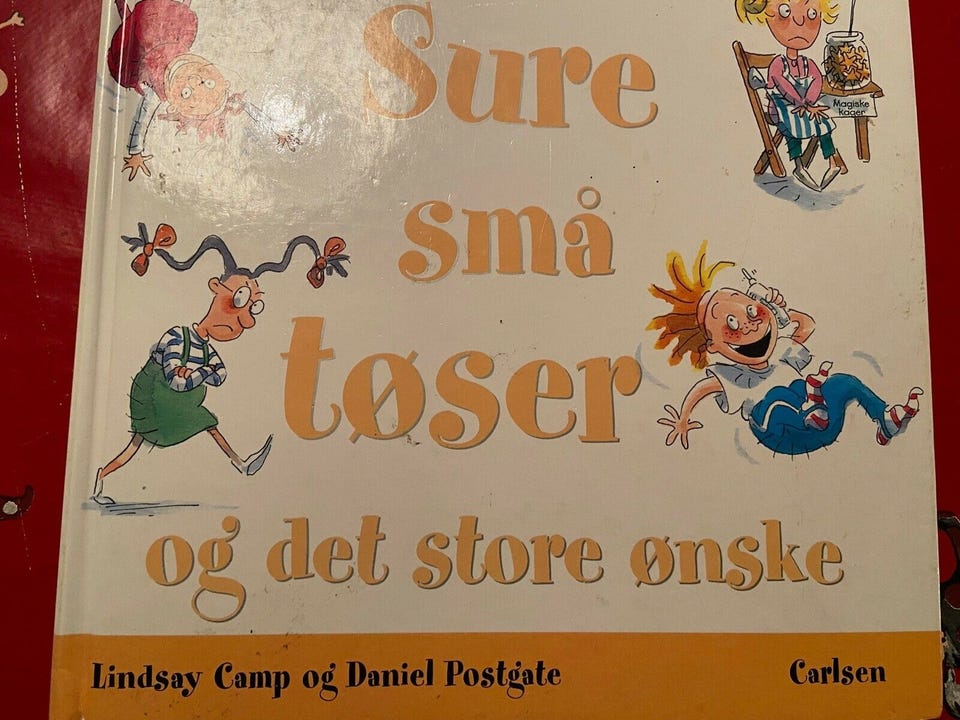 Sure
Magiske
kager
små
tøser
og det store ønske
Lindsay Camp og Daniel Postgate
Carlsen